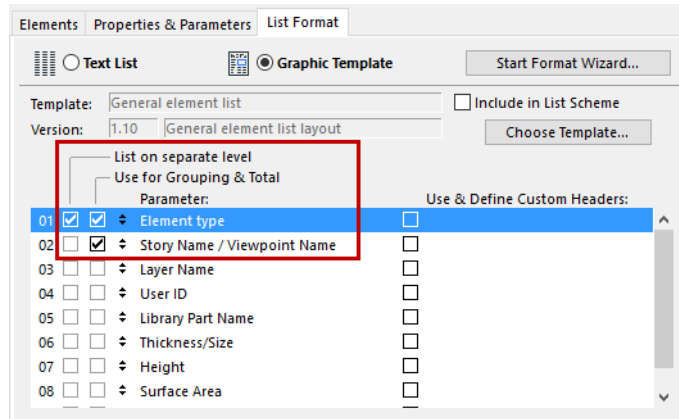 Elements Properties & Parameters List Format
Text List Graphic Template Start Format Wizard...
Template: General element list Include in List Scheme
Version: 1.10 General element list layout Choose Template...
List on separate level
Use for Grouping & Total
Parameter: Use & Define Custom Headers:
01 Element type
02 Story Name / Viewpoint Name
03 Layer Name
04 User ID
05 Library Part Name
06 Thickness/Size
07 Height
08 Surface Area